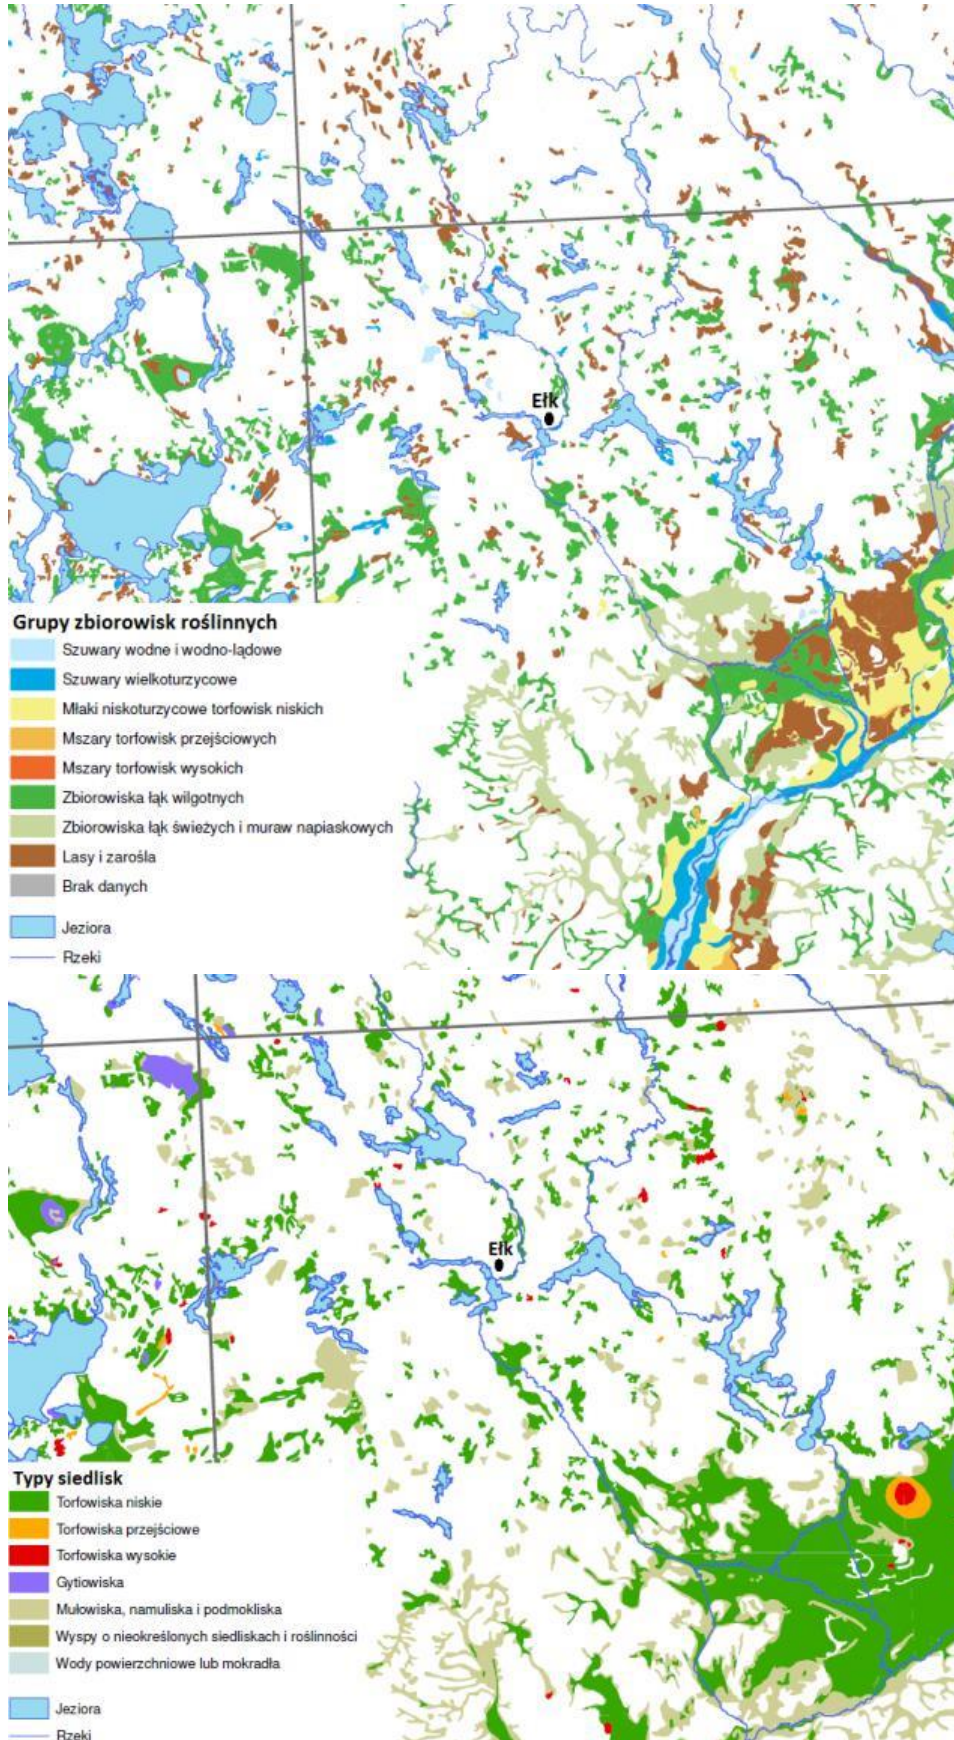 Ełk
Grupy zbiorowisk roślinnych
Szuwary wodne i wodno-lądowe
Szuwary wielkoturzycowe
Młaki niskoturzycowe torfowisk niskich
Mszary torfowisk przejściowych
Mszary torfowisk wysokich
Zbiorowiska łąk wilgotnych
Zbiorowiska łąk świeżych i muraw napiaskowych
Lasy i zarośla
Brak danych
Jeziora
Rzeki
Ełk
Typy siedlisk
Torfowiska niskie
Torfowiska przejściowe
Torfowiska wysokie
Gytiowiska
Mułowiska, namuliska i podmokliska
Wyspy o nieokreślonych siedliskach i roślinności
Wody powierzchniowe lub mokradła
Jeziora
Rzeki